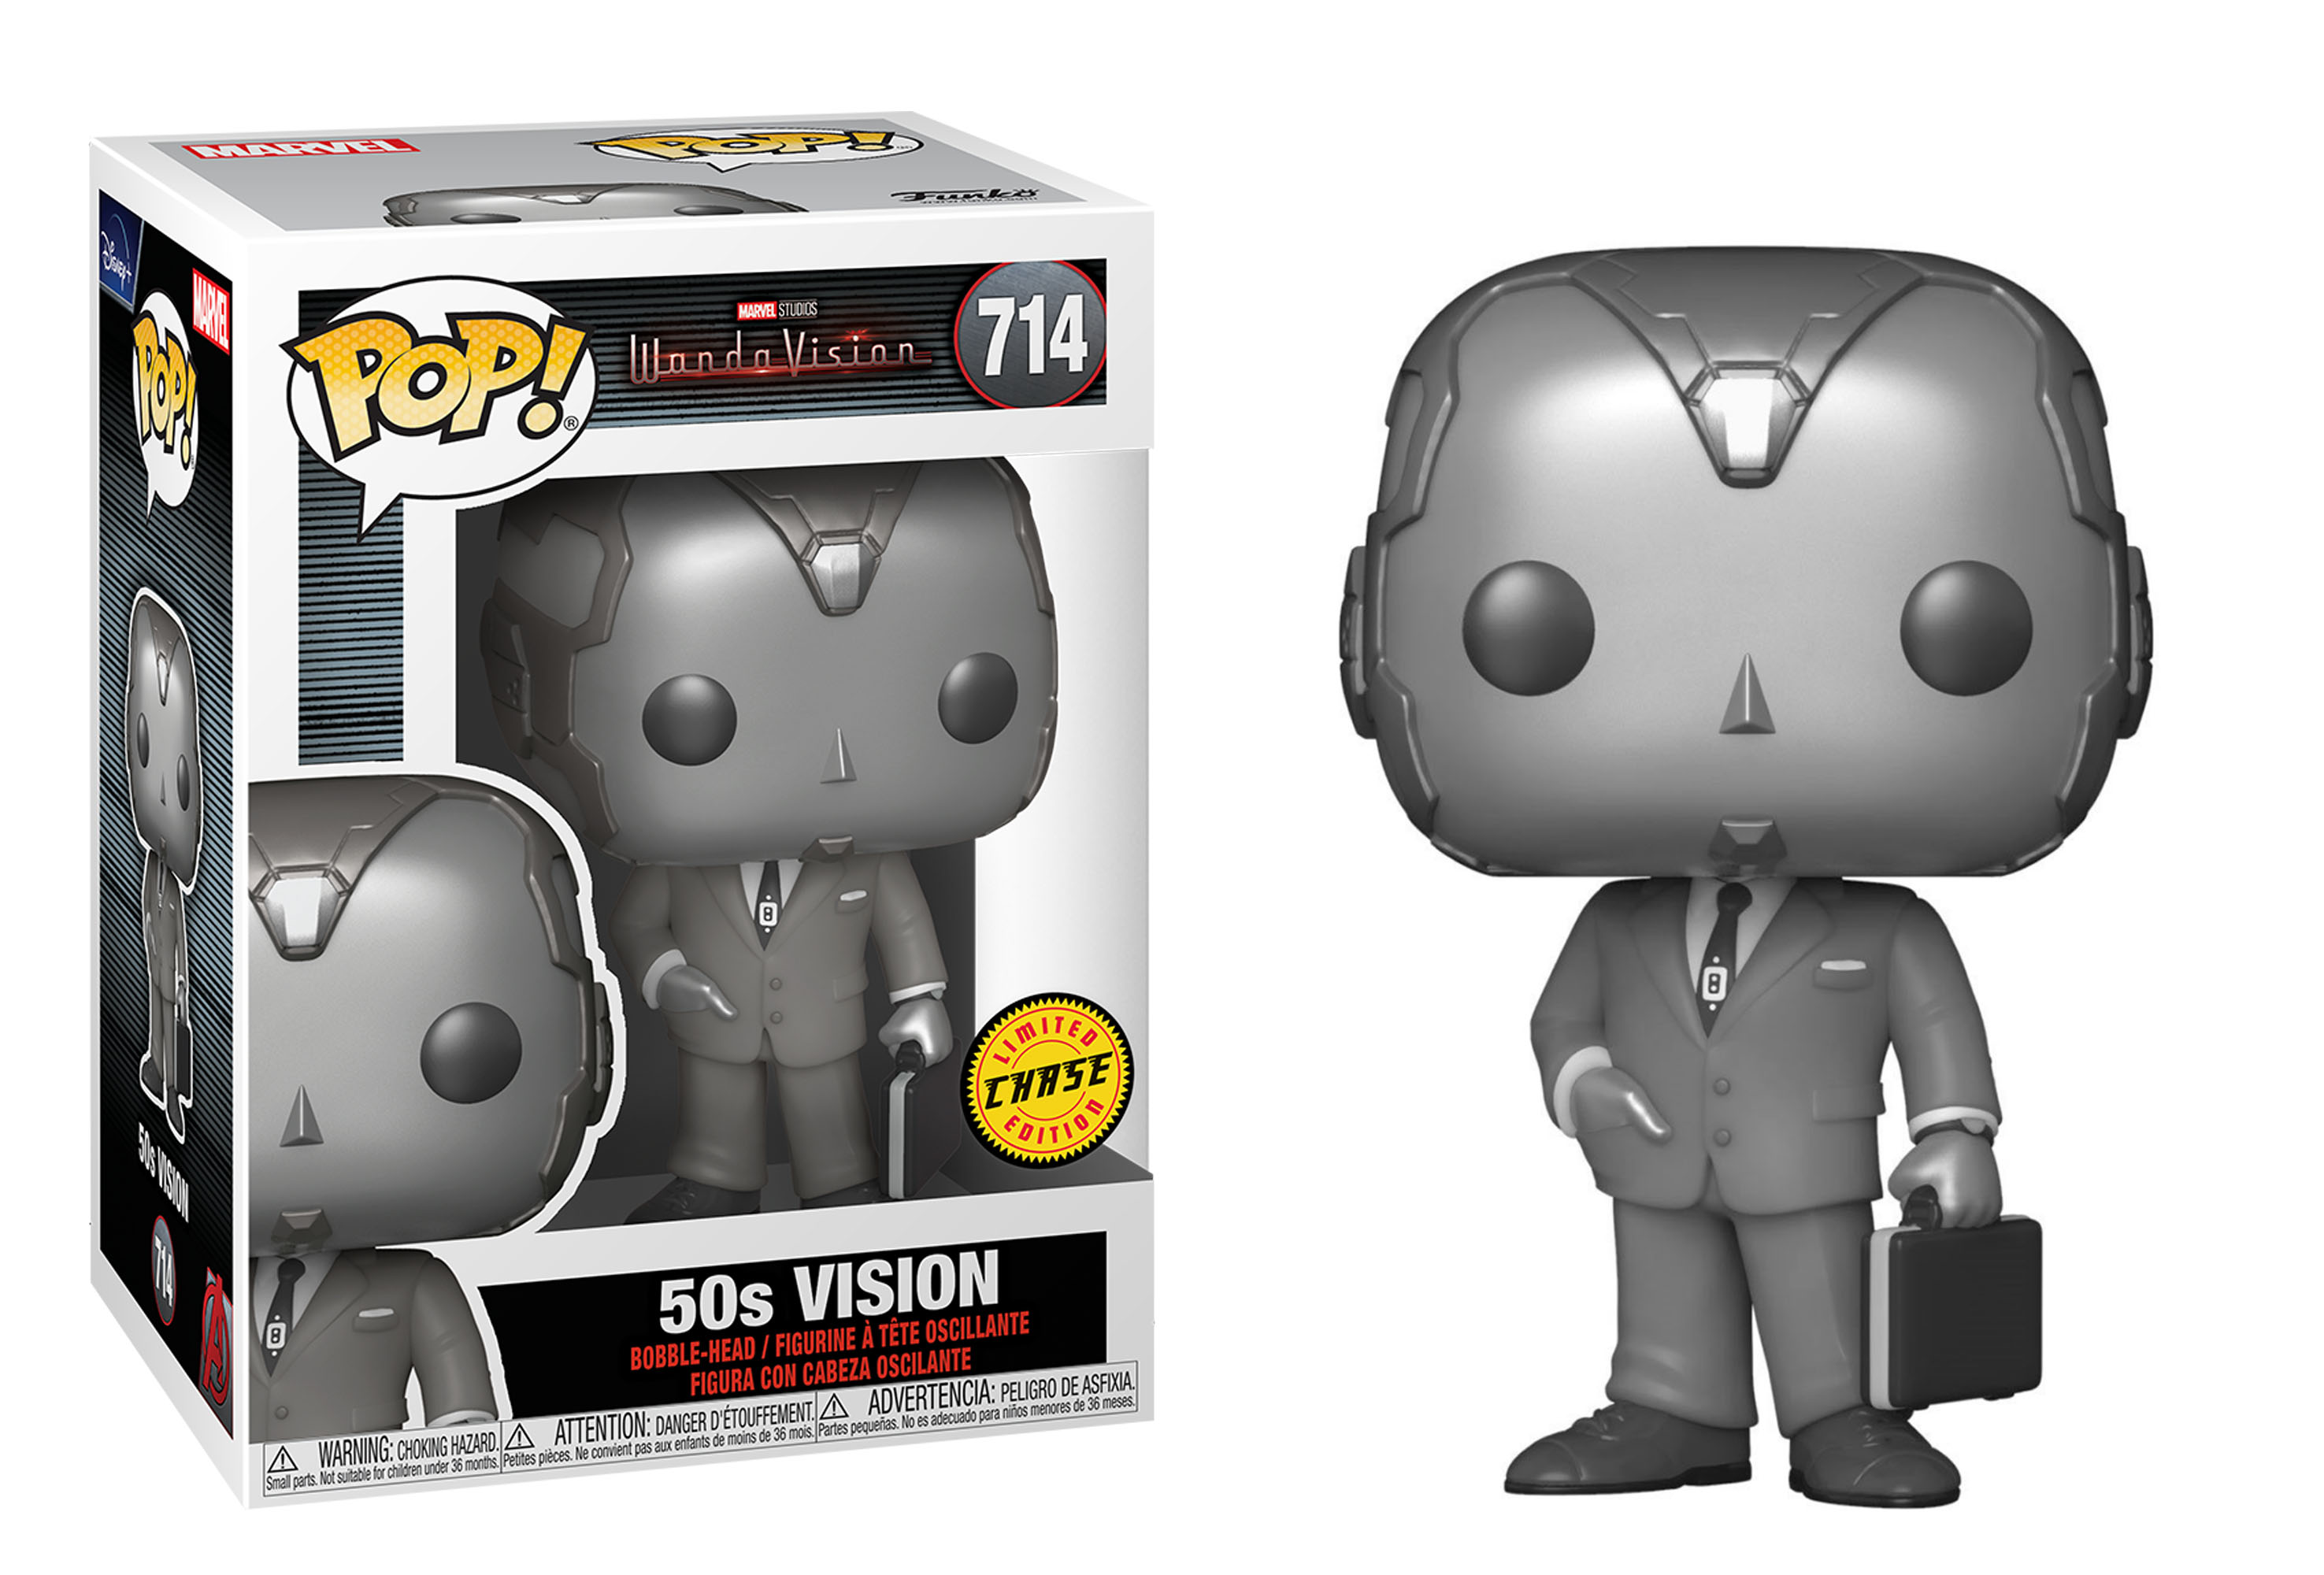 MARVEL
POP!
Funko
Disney+
MARVEL
POP!
50s VISION
714
POP!®
MARVEL STUDIOS
WandaVision
714
LIMITED
CHASE
EDITION
50s VISION
BOBBLE-HEAD / FIGURINE À TÊTE OSCILLANTE
FIGURA CON CABEZA OSCILANTE
WARNING: CHOKING HAZARD.
Small parts. Not suitable for children under 36 months.
ATTENTION: DANGER D'ÉTOUFFEMENT.
Petites pièces. Ne convient pas aux enfants de moins de 36 mois.
ADVERTENCIA: PELIGRO DE ASFIXIA.
Partes pequeñas. No es adecuado para niños menores de 36 meses.